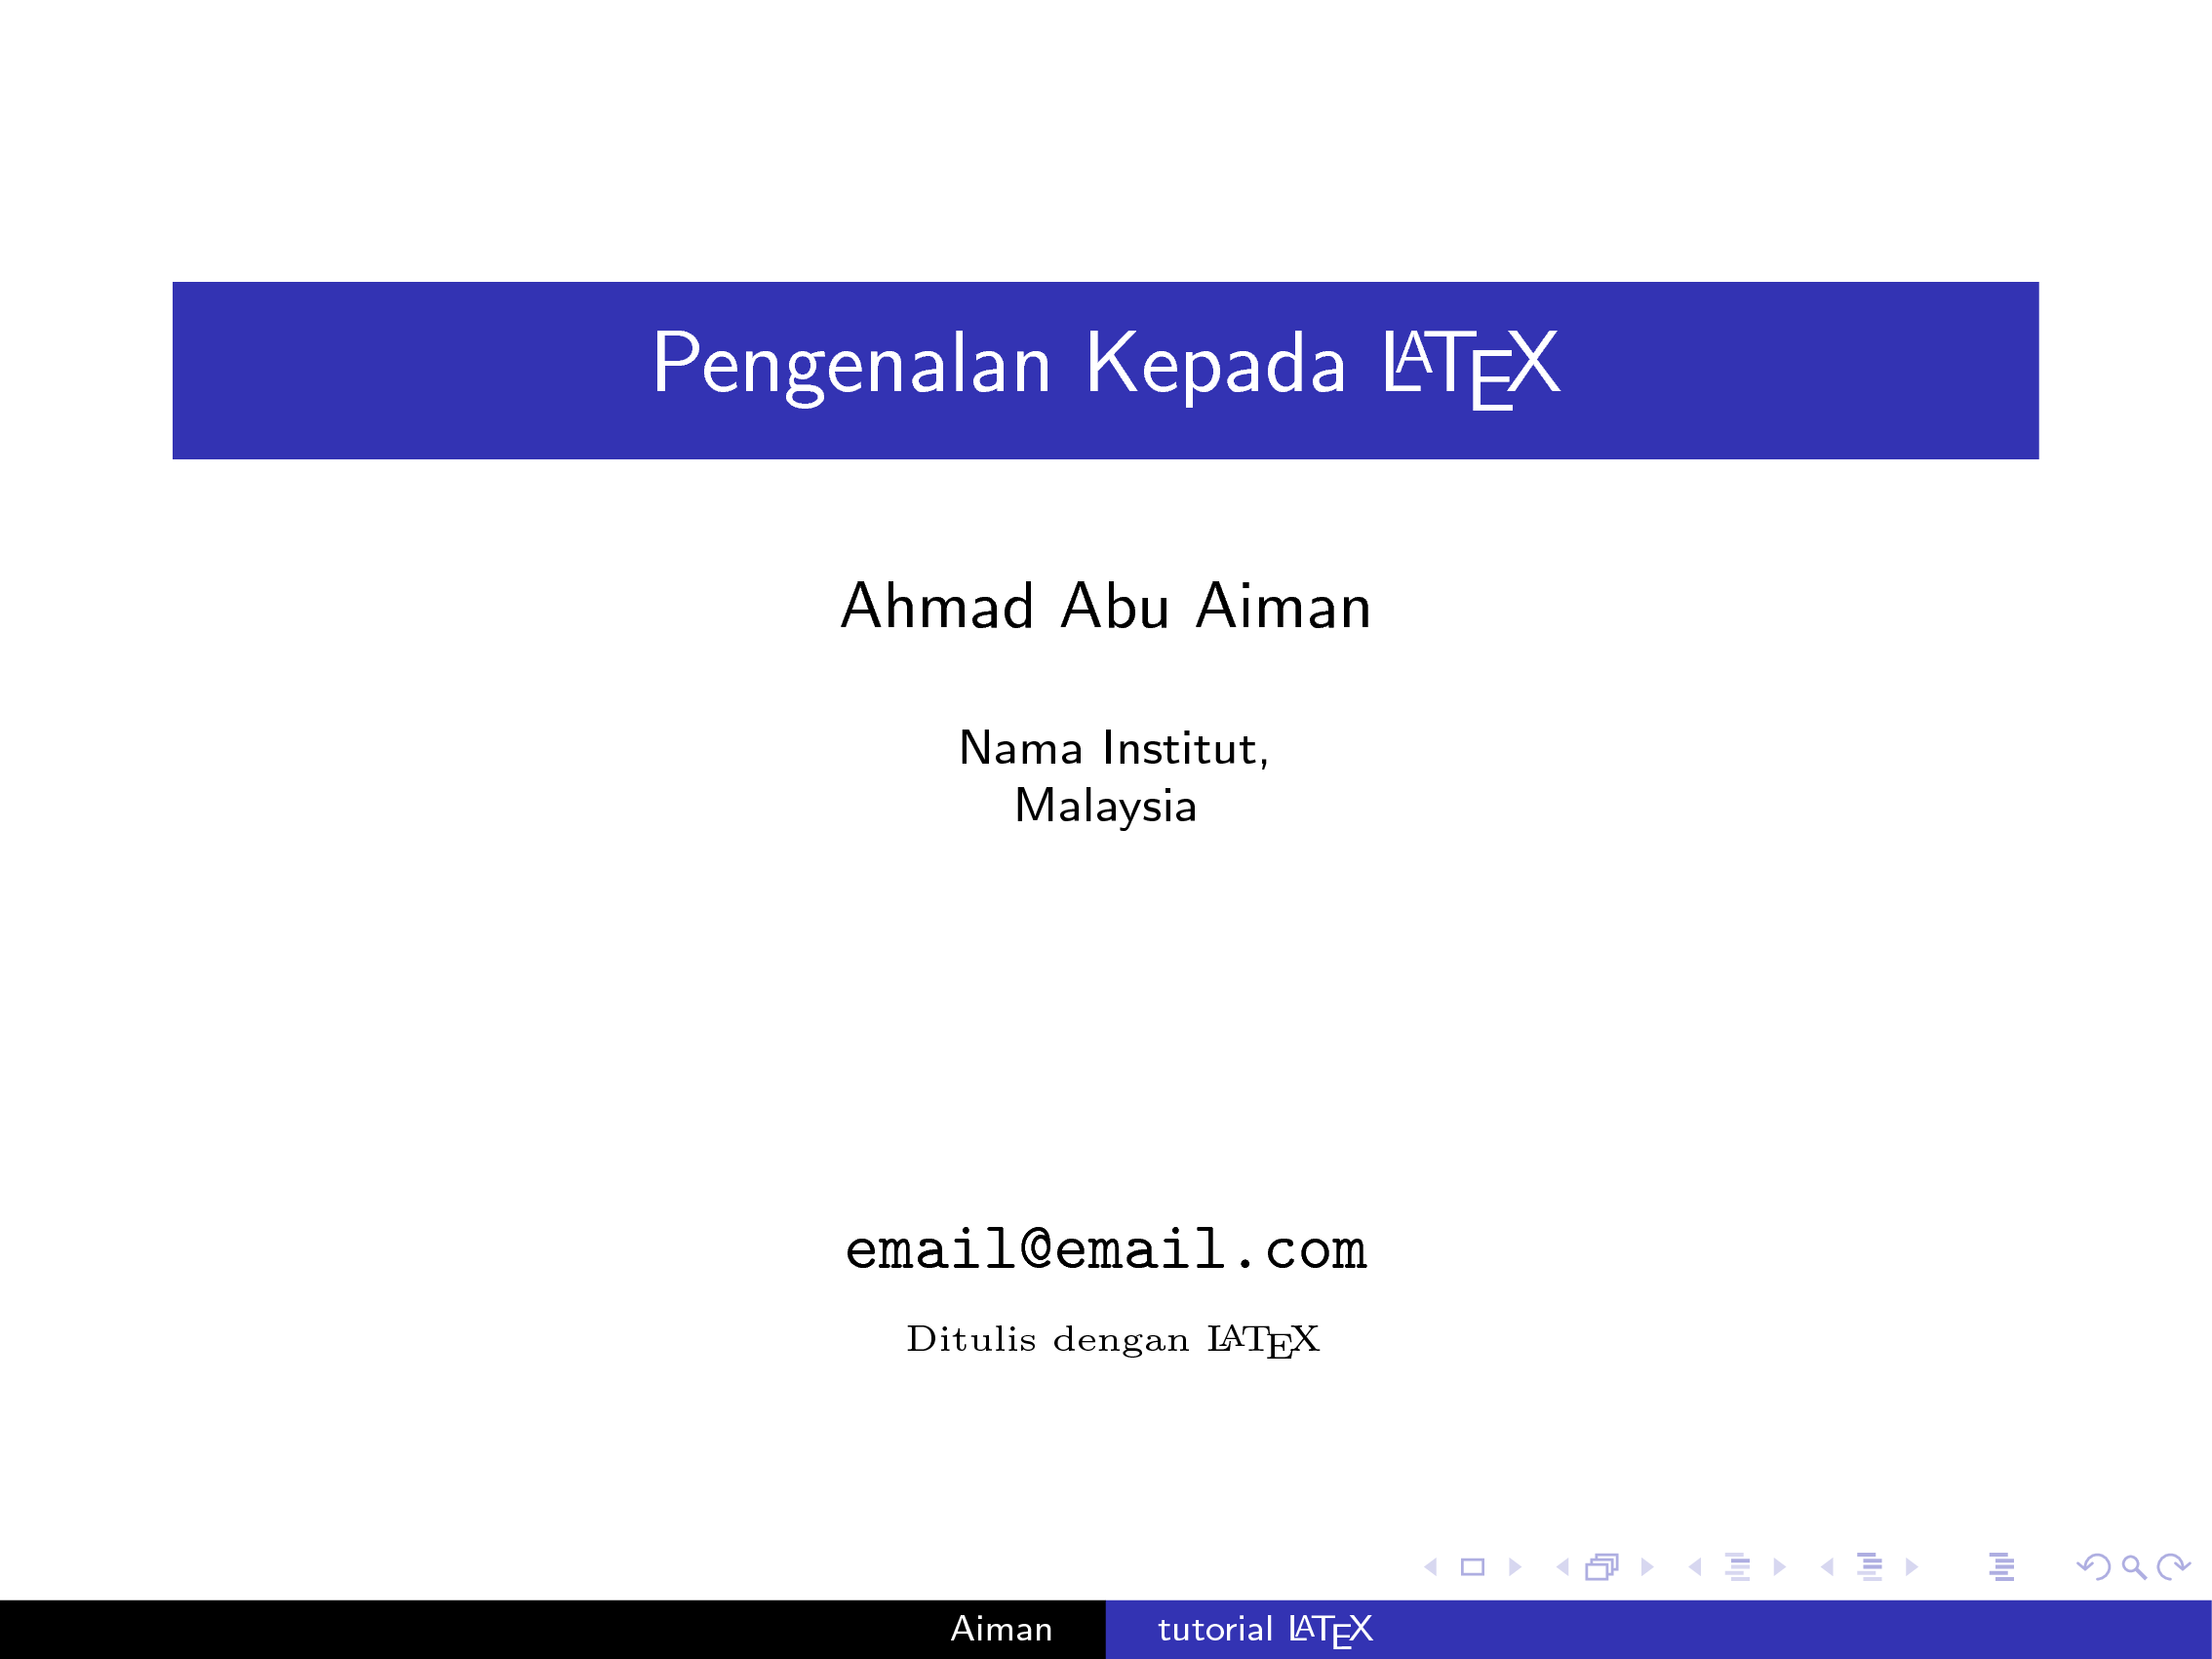 Pengenalan Kepada LATEX
Ahmad Abu Aiman
Nama Institut,
Malaysia
email@email.com
Ditulis dengan LATEX
Aiman
tutorial LATEX